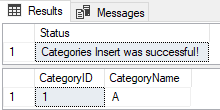 Results Messages
Status
1 Categories Insert was successful!
CategoryID CategoryName
1 1 A